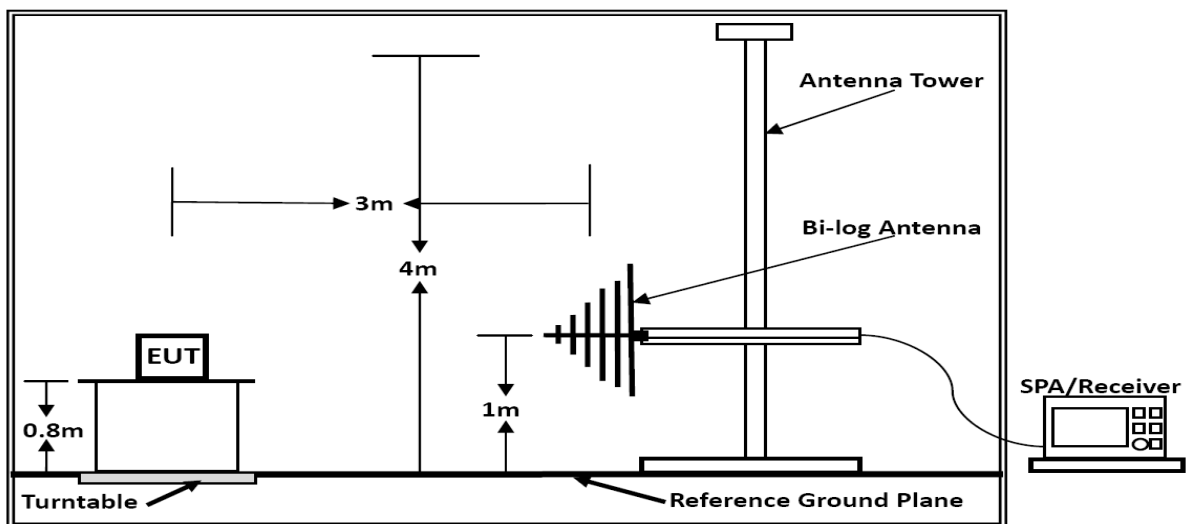 Antenna Tower
3m
Bi-log Antenna
4m
EUT
SPA/Receiver
1m
0.8m
Turntable
Reference Ground Plane